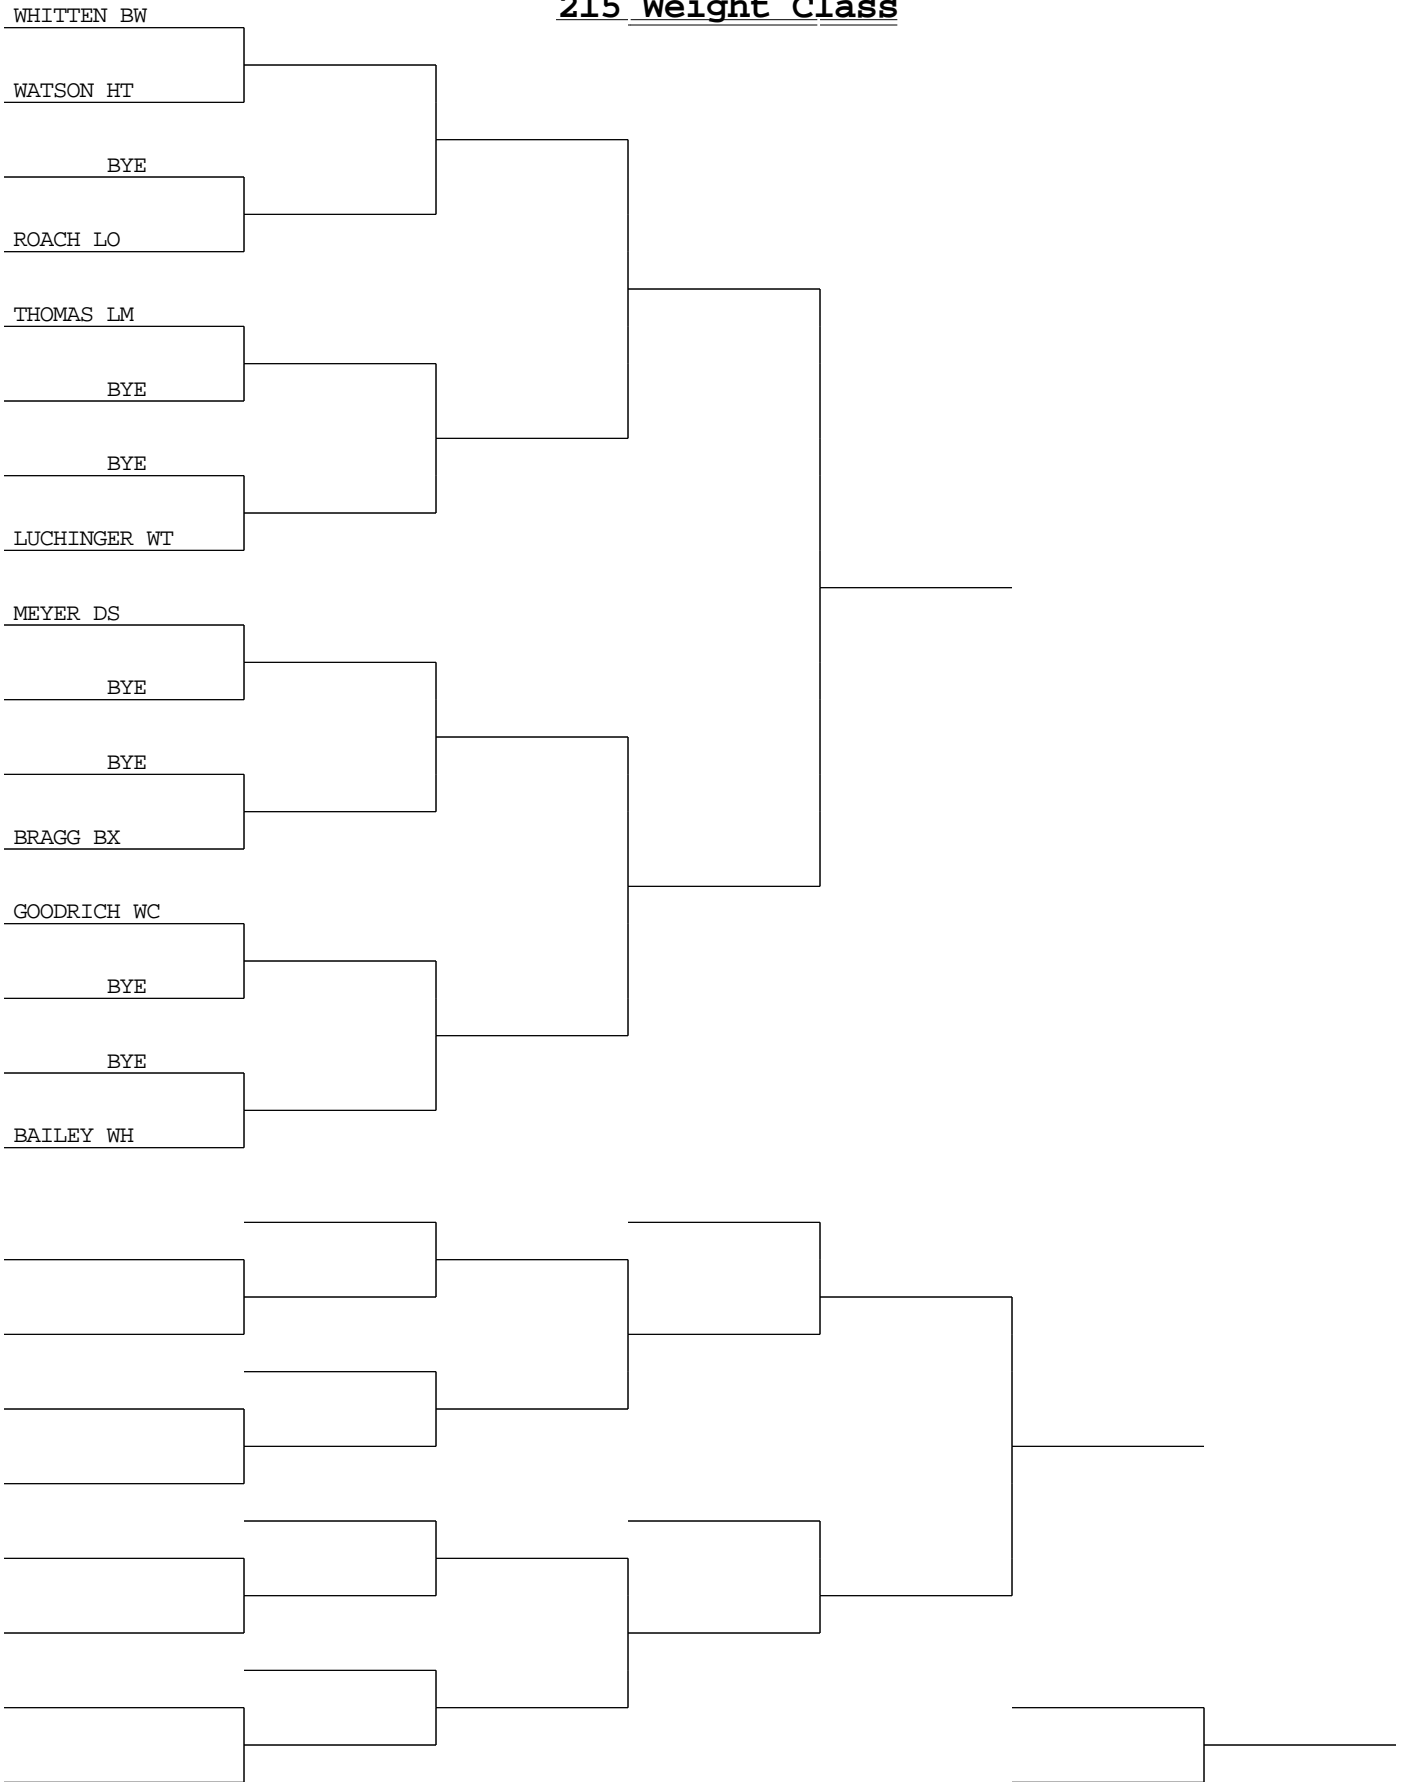 215 Weight Class
WHITTEN BW
WATSON HT
BYE
ROACH LO
THOMAS LM
BYE
BYE
LUCHINGER WT
MEYER DS
BYE
BYE
BRAGG BX
GOODRICH WC
BYE
BYE
BAILEY WH